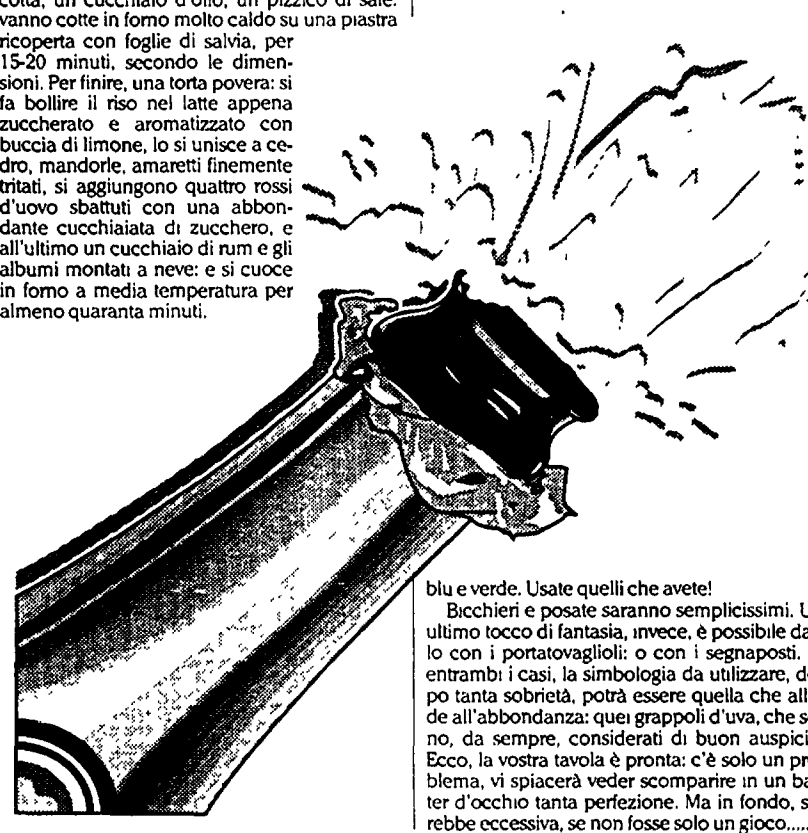 cotta, un cucchiaio d'olio, un pizzico di sale:
vanno cotte in forno molto caldo su una piastra
ricoperta con foglie di salvia, per
15-20 minuti, secondo le dimen-
sioni. Per finire, una torta povera: si
fa bollire il riso nel latte appena
zuccherato e aromatizzato con
buccia di limone, lo si unisce a ce-
dro, mandorle, amaretti finemente
tritati, si aggiungono quattro rossi
d'uovo sbattuti con una abbon-
dante cucchiaiata di zucchero, e
all'ultimo un cucchiaio di rum e gli
albumi montati a neve: e si cuoce
in forno a media temperatura per
almeno quaranta minuti.
blu e verde. Usate quelli che avete!
Bicchieri e posate saranno semplicissimi. U
ultimo tocco di fantasia, invece, è possibile da
lo con i portatovaglioli: o con i segnaposti.
entrambi i casi, la simbologia da utilizzare, d
po tanta sobrietà, potrà essere quella che all
de all'abbondanza: quei grappoli d'uva, che s
no, da sempre, considerati di buon auspici
Ecco, la vostra tavola è pronta: c'è solo un pr
blema, vi spiacerà veder scomparire in un ba
ter d'occhio tanta perfezione. Ma in fondo, s
rebbe eccessiva, se non fosse solo un gioco.....